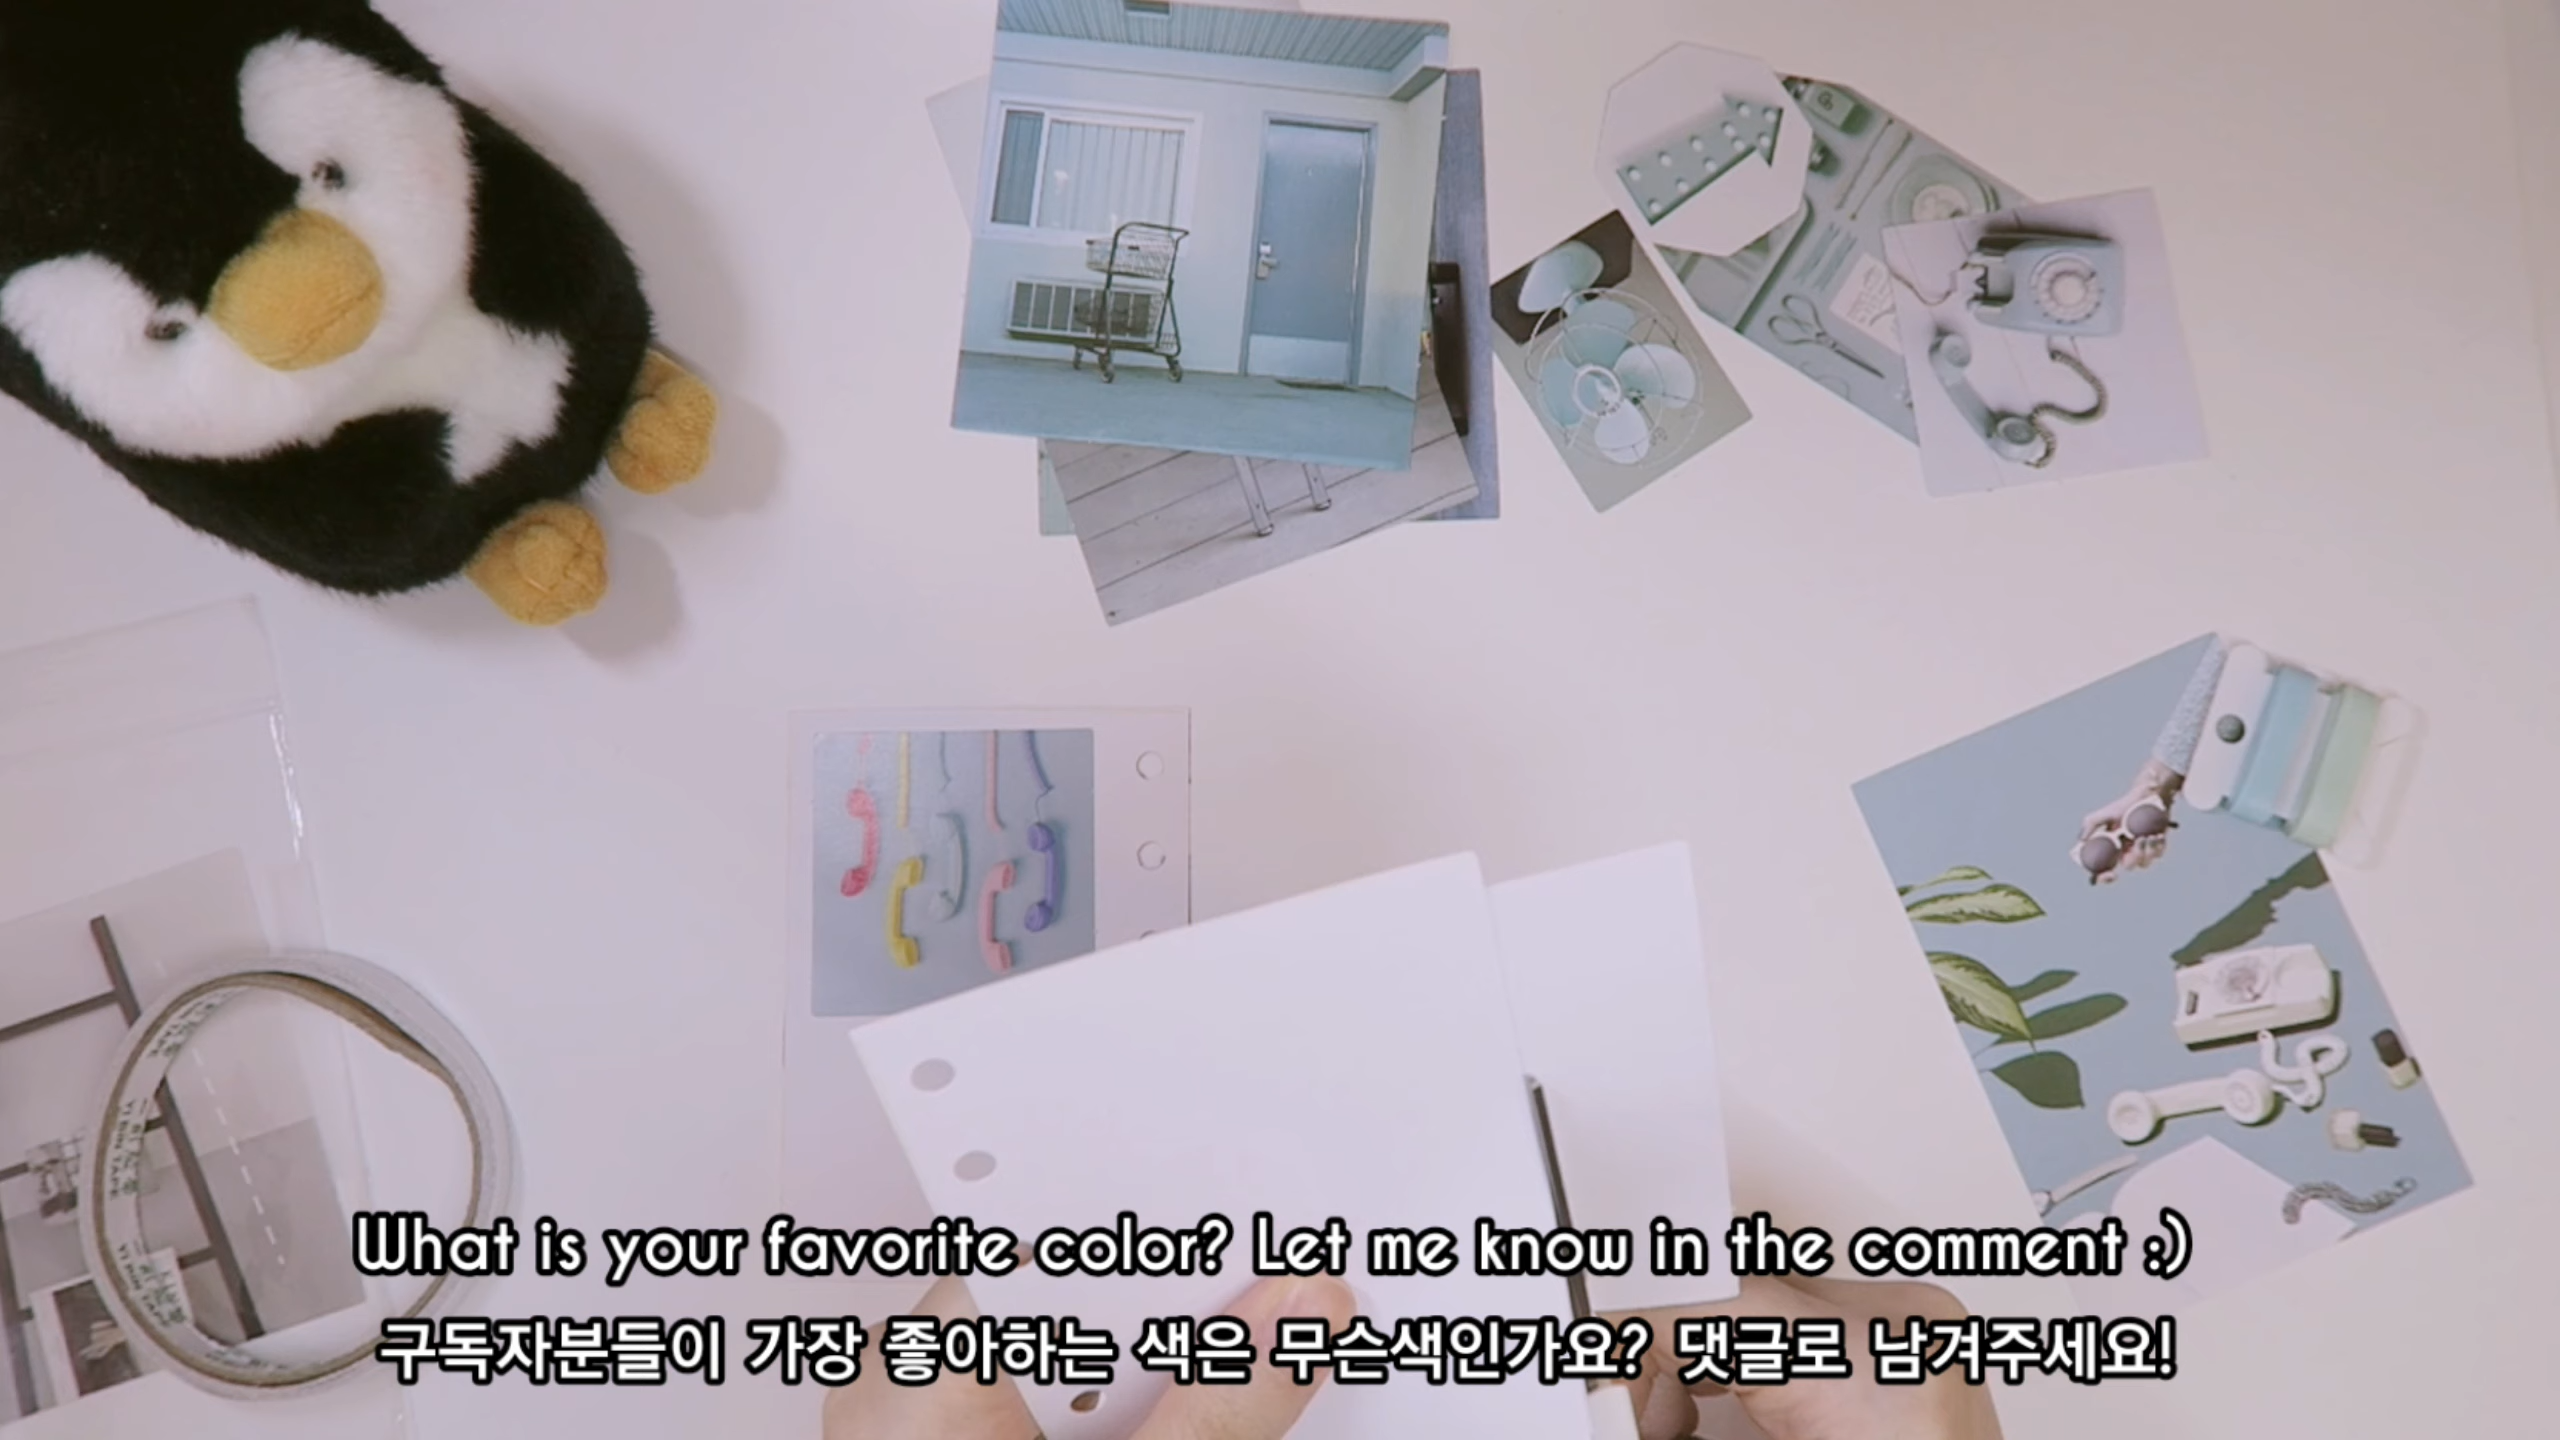 What is your favorite color? Let me know in the comment :)
구독자분들이 가장 좋아하는 색은 무슨색인가요? 댓글로 남겨주세요!